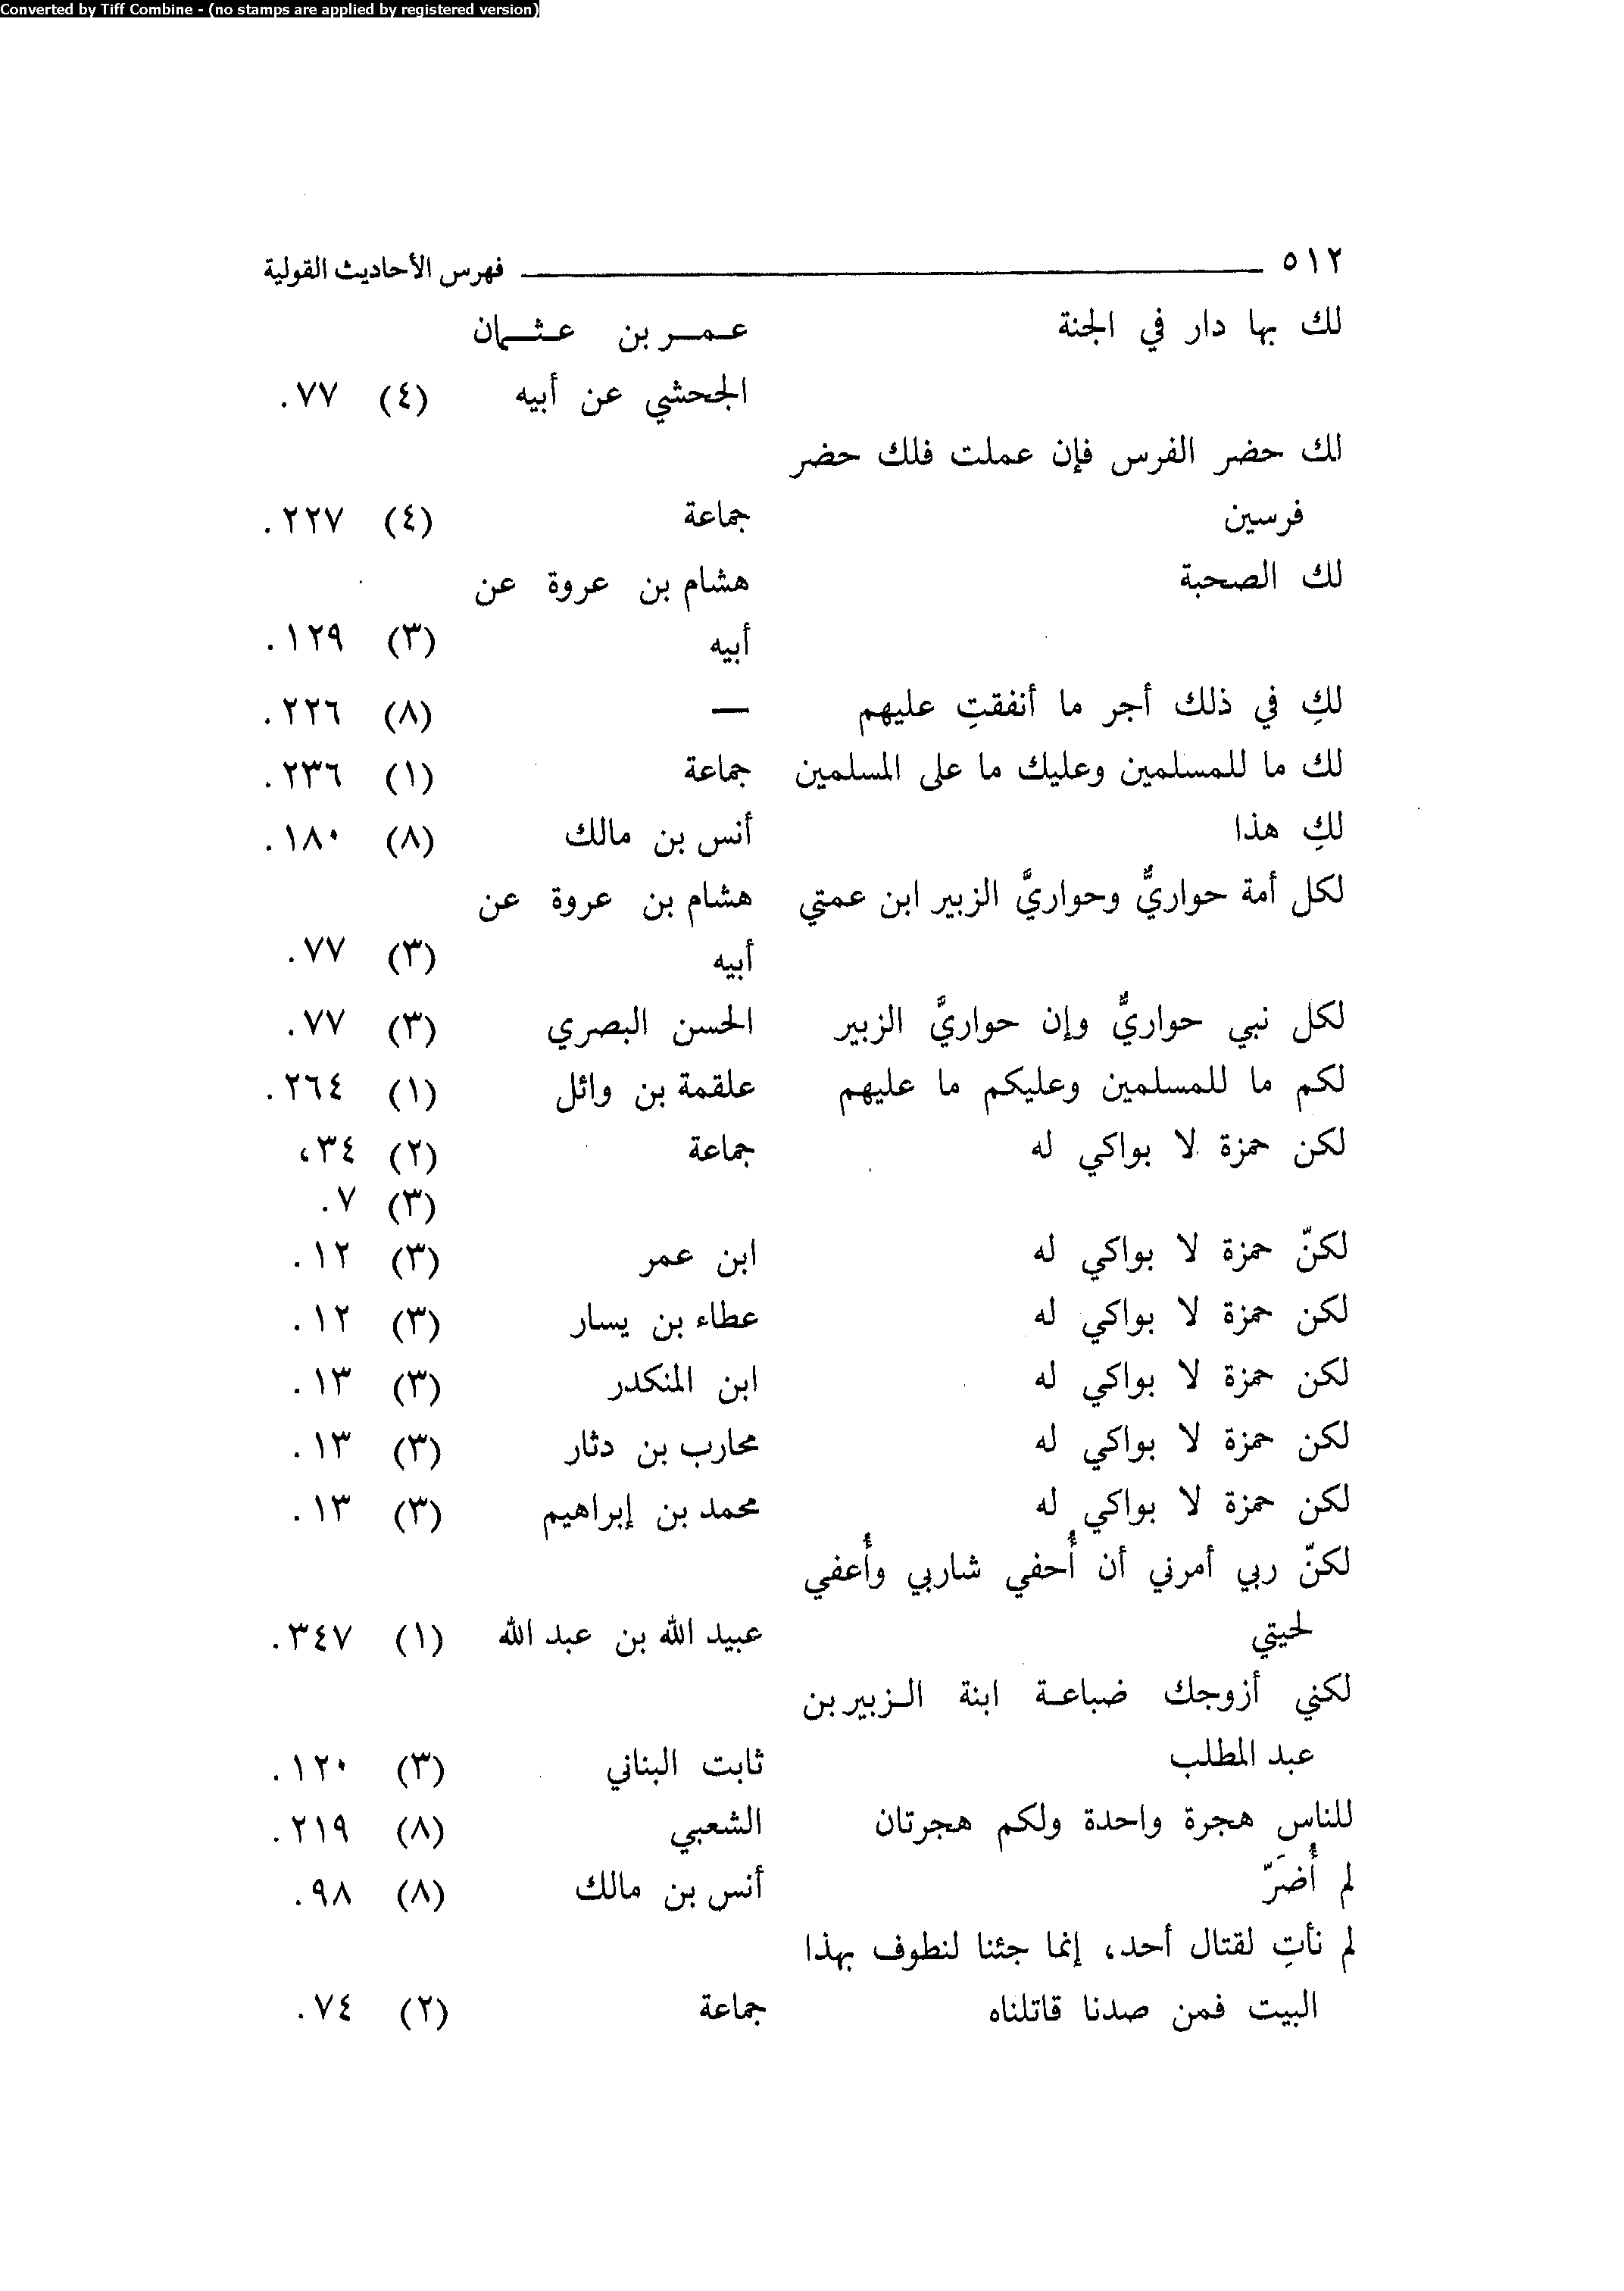 Converted by Tiff Combine - (no stamps are applied by registered version)
٥١٢ فهرس الأحاديث القولية
لك بها دار في الجنة عمر بن عثمان
الجحشي عن أبيه (٤) ٧٧.
لك حضر الفرس فإن عملت فلك حضر
فرسين جماعة (٤) ٢٢٧.
لك الصحبة هشام بن عروة عن
أبيه (٣) ١٢٩.
لكِ في ذلك أجر ما أنفقتِ عليهم — (٨) ٢٢٦.
لك ما للمسلمين وعليك ما على المسلمين جماعة (١) ٢٣٦.
لكِ هذا أنس بن مالك (٨) ١٨٠.
لكل أمة حواريٌّ وحواريَّ الزبير ابن عمتي هشام بن عروة عن
أبيه (٣) ٧٧.
لكل نبي حواريٌّ وإن حواريَّ الزبير الحسن البصري (٣) ٧٧.
لكم ما للمسلمين وعليكم ما عليهم علقمة بن وائل (١) ٢٦٤.
لكن حمزة لا بواكي له جماعة (٢) ٣٤،
(٣) ٧.
لكنّ حمزة لا بواكي له ابن عمر (٣) ١٢.
لكن حمزة لا بواكي له عطاء بن يسار (٣) ١٢.
لكن حمزة لا بواكي له ابن المنكدر (٣) ١٣.
لكن حمزة لا بواكي له محارب بن دثار (٣) ١٣.
لكن حمزة لا بواكي له محمد بن إبراهيم (٣) ١٣.
لكنّ ربي أمرني أن أُحفي شاربي وأُعفي
لحيتي عبيد الله بن عبد الله (١) ٣٤٧.
لكني أزوجك ضباعة ابنة الزبير بن
عبد المطلب ثابت البناني (٣) ١٢٠.
للناس هجرة واحدة ولكم هجرتان الشعبي (٨) ٢١٩.
لم أُضرَّ أنس بن مالك (٨) ٩٨.
لم نأتِ لقتال أحد، إنما جئنا لنطوف بهذا
البيت فمن صدنا قاتلناه جماعة (٢) ٧٤.